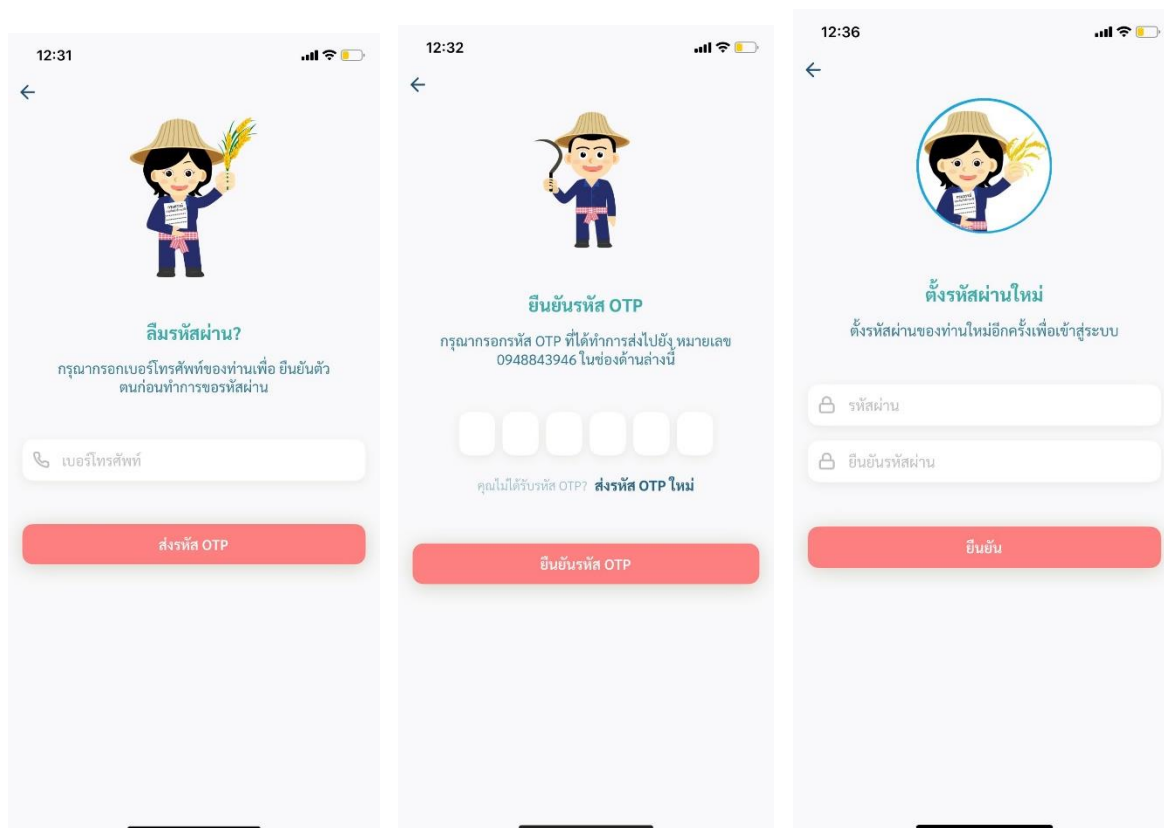 12:31
ลืมรหัสผ่าน?
กรุณากรอกเบอร์โทรศัพท์ของท่านเพื่อ ยืนยันตัว
ตนก่อนทำการขอรหัสผ่าน
เบอร์โทรศัพท์
ส่งรหัส OTP
12:32
ยืนยันรหัส OTP
กรุณากรอกรหัส OTP ที่ได้ทำการส่งไปยัง หมายเลข
0948843946 ในช่องด้านล่างนี้
คุณไม่ได้รับรหัส OTP? ส่งรหัส OTP ใหม่
ยืนยันรหัส OTP
12:36
ตั้งรหัสผ่านใหม่
ตั้งรหัสผ่านของท่านใหม่อีกครั้งเพื่อเข้าสู่ระบบ
รหัสผ่าน
ยืนยันรหัสผ่าน
ยืนยัน